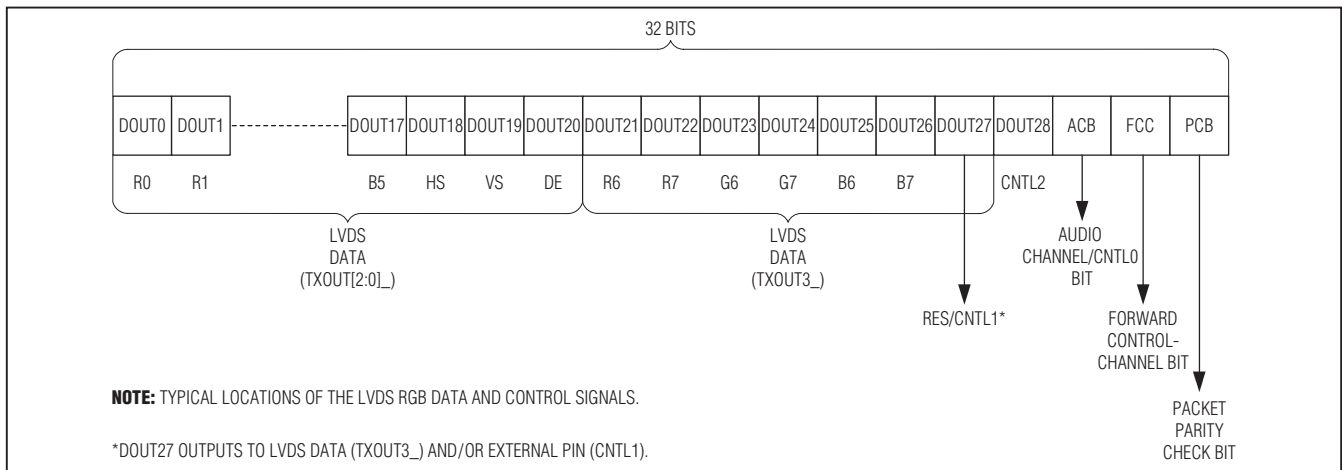 32 BITS
DOUT0 DOUT1 DOUT17 DOUT18 DOUT19 DOUT20 DOUT21 DOUT22 DOUT23 DOUT24 DOUT25 DOUT26 DOUT27 DOUT28 ACB FCC PCB
R0 R1 B5 HS VS DE R6 R7 G6 G7 B6 B7 CNTL2
LVDS
DATA
(TXOUT[2:0]_)
LVDS
DATA
(TXOUT3_)
AUDIO
CHANNEL/CNTL0
BIT
RES/CNTL1*
FORWARD
CONTROL-
CHANNEL BIT
PACKET
PARITY
CHECK BIT
NOTE: TYPICAL LOCATIONS OF THE LVDS RGB DATA AND CONTROL SIGNALS.
*DOUT27 OUTPUTS TO LVDS DATA (TXOUT3_) AND/OR EXTERNAL PIN (CNTL1).